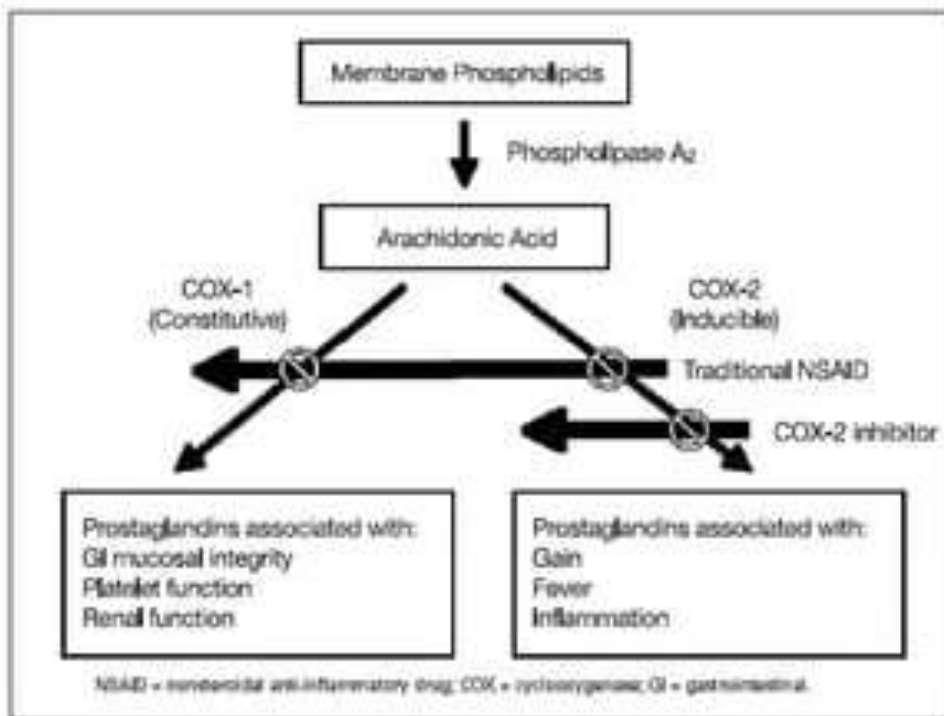 Membrane Phospholipids
Phospholipase A₂
Arachidonic Acid
COX-1
(Constitutive)
COX-2
(Inducible)
Traditional NSAID
COX-2 inhibitor
Prostaglandins associated with:
GI mucosal integrity
Platelet function
Renal function
Prostaglandins associated with:
Gain
Fever
Inflammation
NSAID = nonsteroidal anti-inflammatory drug; COX = cyclooxygenase; GI = gastrointestinal.